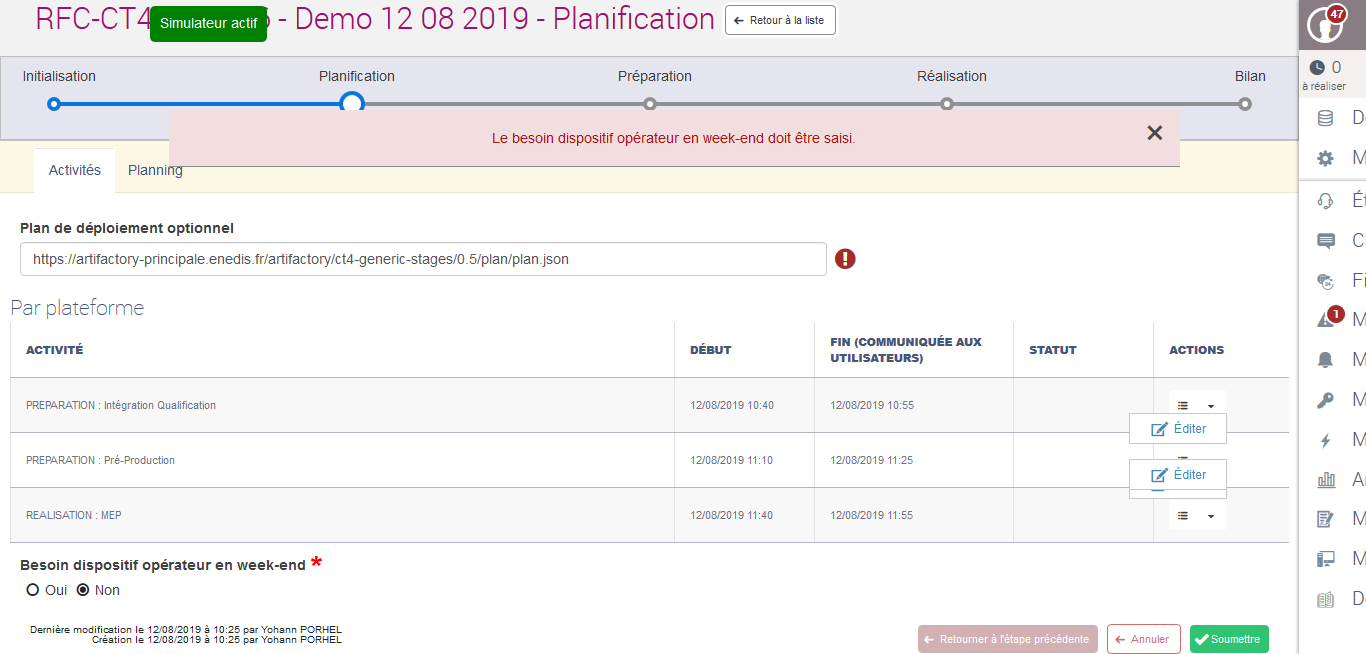 RFC-CT4 - Demo 12 08 2019 - Planification
Simulateur actif
Retour à la liste
47
0
à réaliser
Initialisation
Planification
Préparation
Réalisation
Bilan
Le besoin dispositif opérateur en week-end doit être saisi.
Activités
Planning
Plan de déploiement optionnel
https://artifactory-principale.enedis.fr/artifactory/ct4-generic-stages/0.5/plan/plan.json
Par plateforme
ACTIVITÉ DÉBUT FIN (COMMUNIQUÉE AUX UTILISATEURS) STATUT ACTIONS
PREPARATION : Intégration Qualification 12/08/2019 10:40 12/08/2019 10:55
Éditer
PREPARATION : Pré-Production 12/08/2019 11:10 12/08/2019 11:25
Éditer
REALISATION : MEP 12/08/2019 11:40 12/08/2019 11:55
Besoin dispositif opérateur en week-end *
Oui Non
Dernière modification le 12/08/2019 à 10:25 par Yohann PORHEL
Création le 12/08/2019 à 10:25 par Yohann PORHEL
Retourner à l'étape précédente
Annuler
Soumettre
1